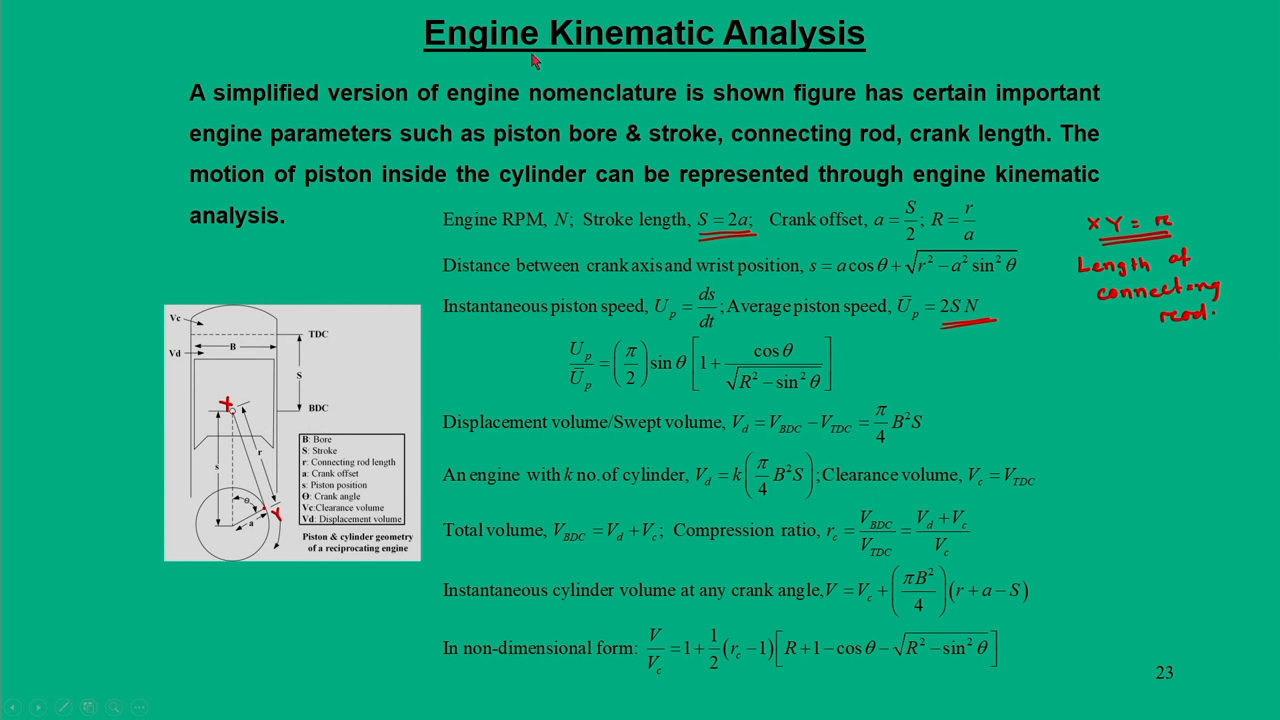 Engine Kinematic Analysis
A simplified version of engine nomenclature is shown figure has certain important
engine parameters such as piston bore & stroke, connecting rod, crank length. The
motion of piston inside the cylinder can be represented through engine kinematic
analysis.
Engine RPM, N; Stroke length, S = 2a; Crank offset, a = S/2; R = r/a
Distance between crank axis and wrist position, s = a cos θ + √(r² − a² sin² θ)
Instantaneous piston speed, U_p = ds/dt; Average piston speed, Ū_p = 2S N
U_p/Ū_p = (π/2) sin θ [1 + cos θ/√(R² − sin² θ)]
Displacement volume/Swept volume, V_d = V_BDC − V_TDC = π/4 B²S
An engine with k no. of cylinder, V_d = k(π/4 B²S); Clearance volume, V_c = V_TDC
Total volume, V_BDC = V_d + V_c; Compression ratio, r_c = V_BDC/V_TDC = (V_d + V_c)/V_c
Instantaneous cylinder volume at any crank angle, V = V_c + (πB²/4)(r + a − S)
In non-dimensional form: V/V_c = 1 + 1/2 (r_c − 1)[R + 1 − cos θ − √(R² − sin² θ)]
X Y = r
Length of
connecting
rod.
Vc
TDC
B
Vd
S
BDC
X
r
s
Θ
a
Y
B: Bore
S: Stroke
r: Connecting rod length
a: Crank offset
s: Piston position
Θ: Crank angle
Vc:Clearance volume
Vd: Displacement volume
Piston & cylinder geometry
of a reciprocating engine
23